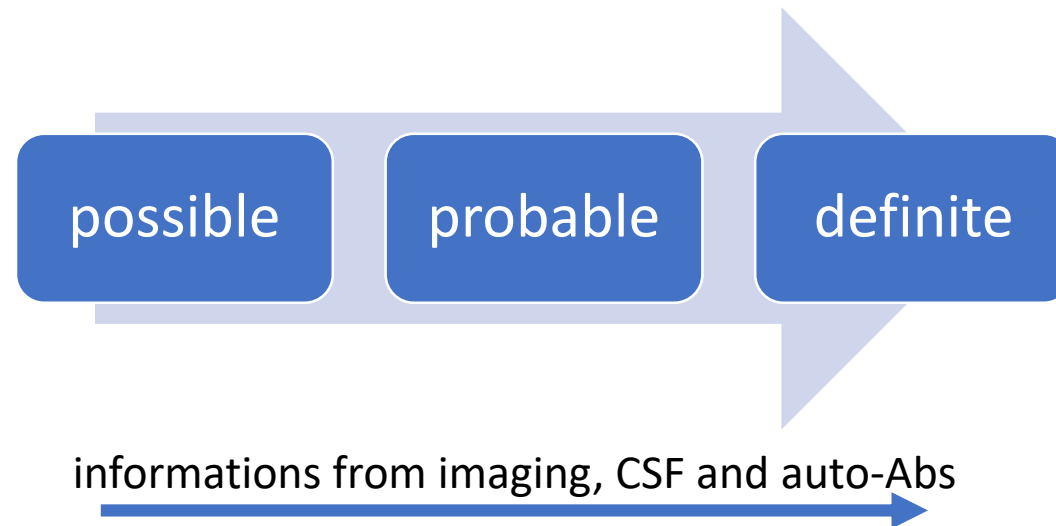 possible probable definite
informations from imaging, CSF and auto-Abs